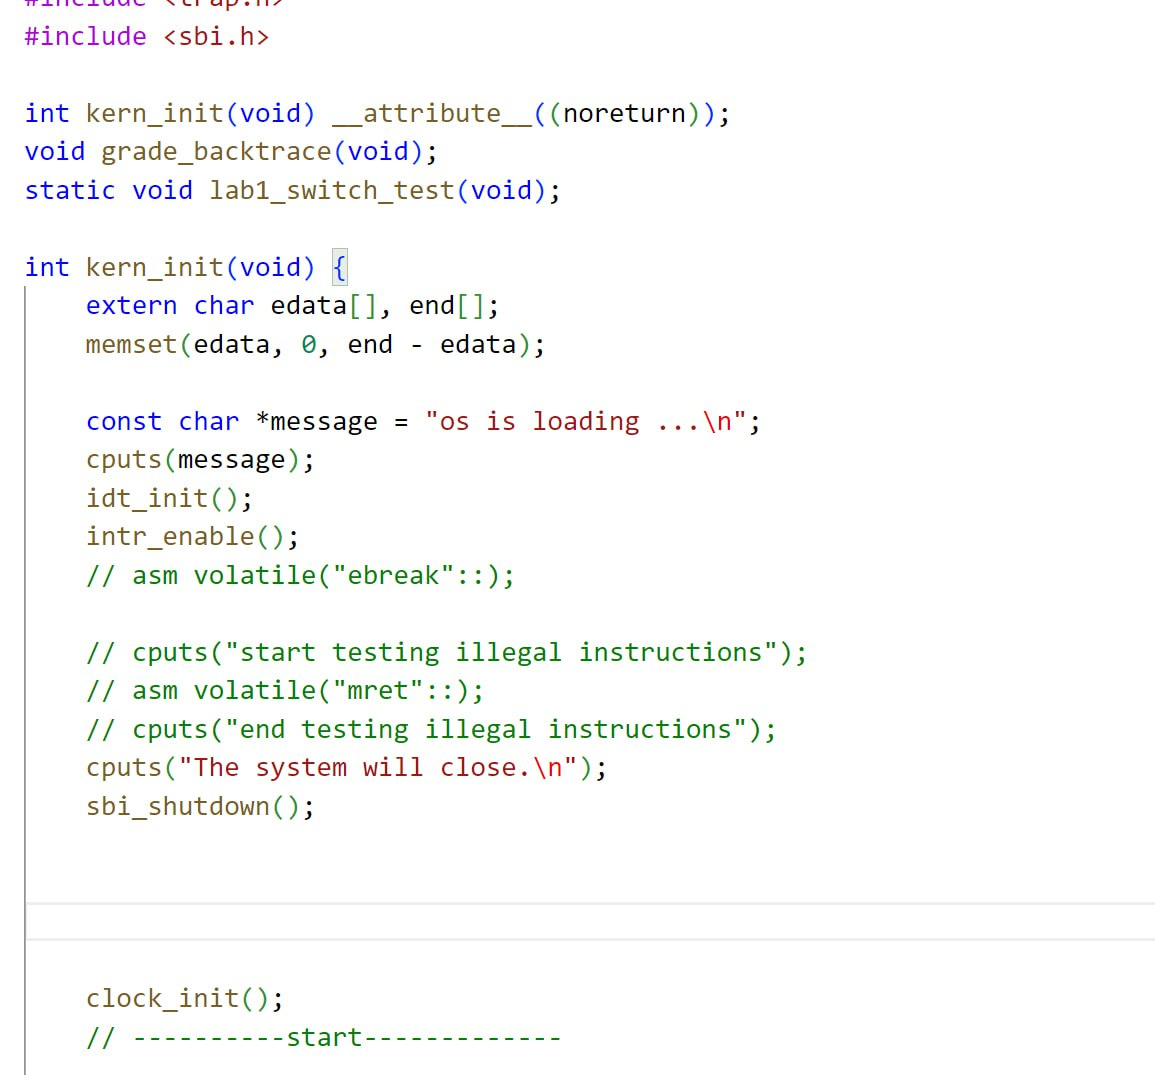 #include <trap.h>
#include <sbi.h>
int kern_init(void) __attribute__((noreturn));
void grade_backtrace(void);
static void lab1_switch_test(void);
int kern_init(void) {
extern char edata[], end[];
memset(edata, 0, end - edata);
const char *message = "os is loading ...\n";
cputs(message);
idt_init();
intr_enable();
// asm volatile("ebreak"::);
// cputs("start testing illegal instructions");
// asm volatile("mret"::);
// cputs("end testing illegal instructions");
cputs("The system will close.\n");
sbi_shutdown();
clock_init();
// ----------start-------------